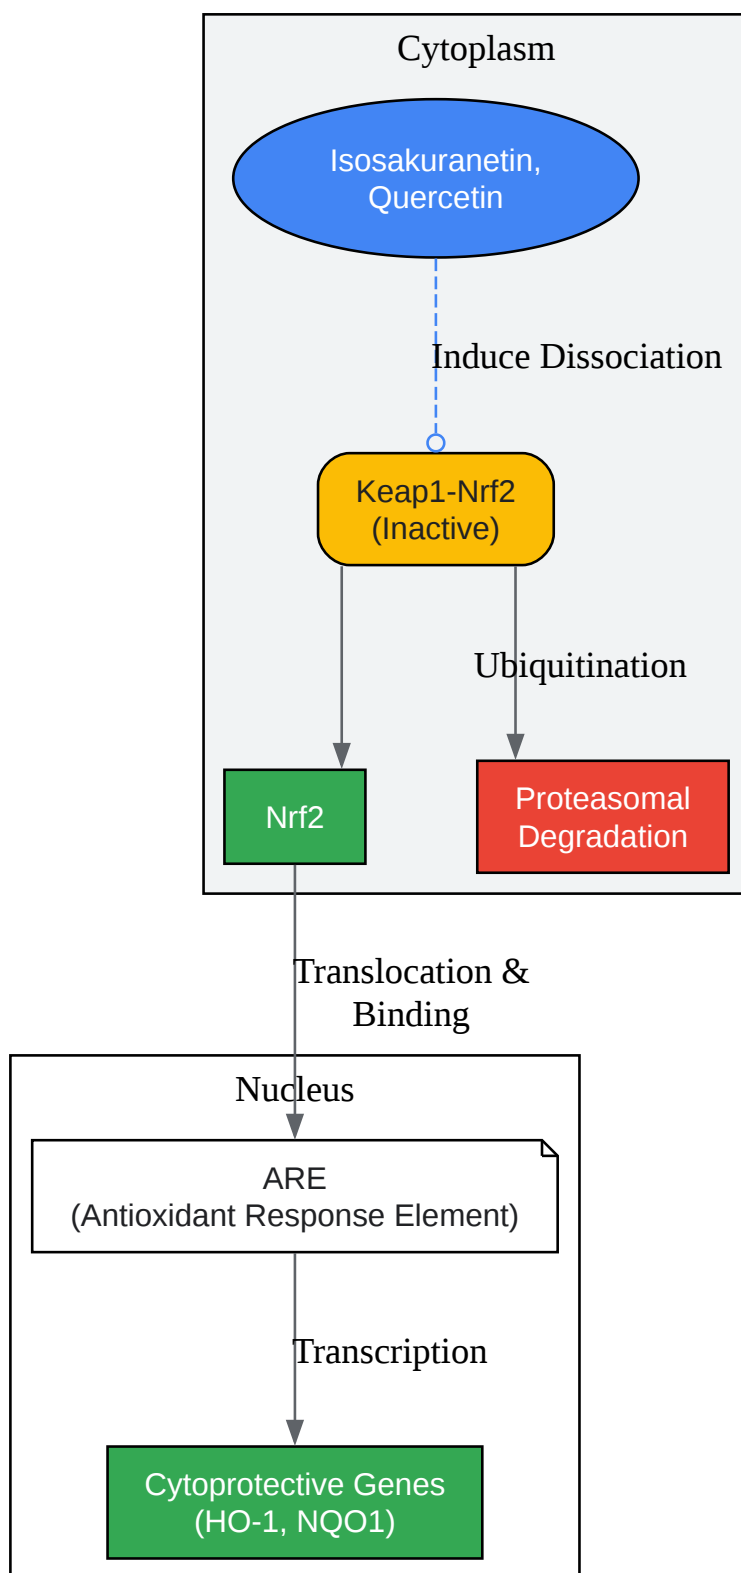 Cytoplasm
Isosakuranetin,
Quercetin
Induce Dissociation
Keap1-Nrf2
(Inactive)
Ubiquitination
Nrf2
Proteasomal
Degradation
Translocation &
Binding
Nucleus
ARE
(Antioxidant Response Element)
Transcription
Cytoprotective Genes
(HO-1, NQO1)